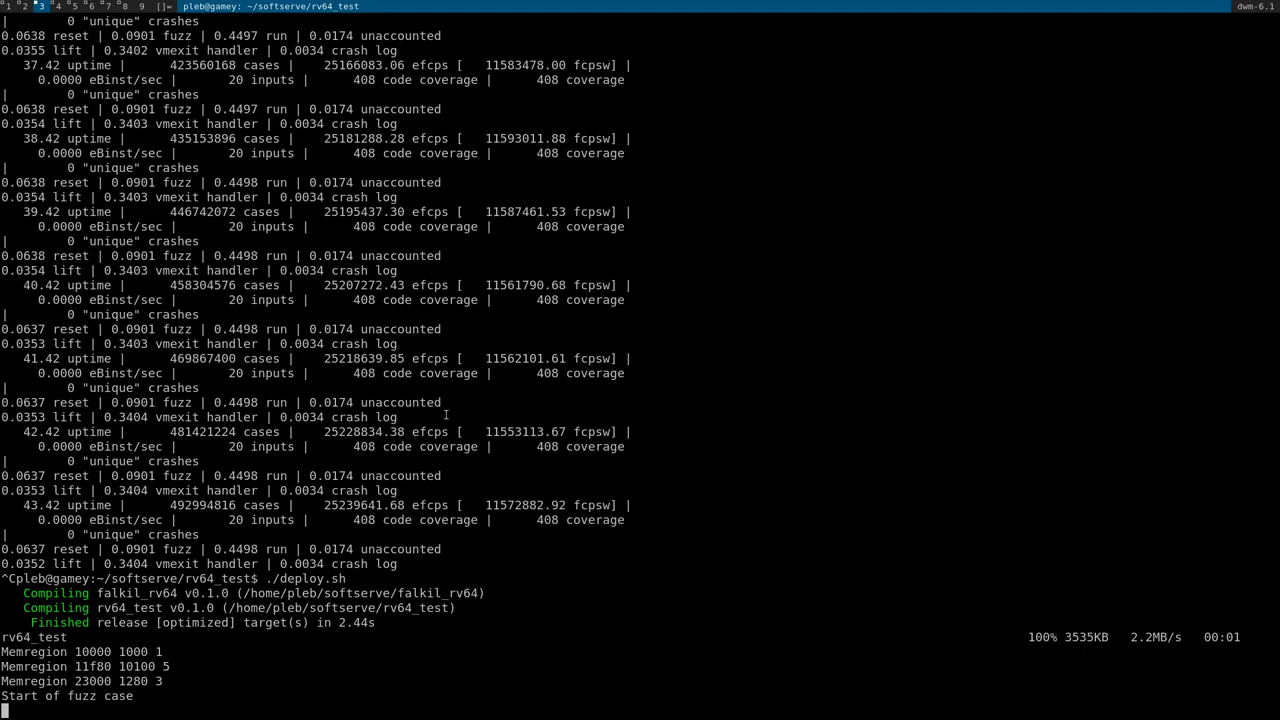 1 2 3 4 5 6 7 8 9 []= pleb@gamey: ~/softserve/rv64_test dwm-6.1
| 0 "unique" crashes
0.0638 reset | 0.0901 fuzz | 0.4497 run | 0.0174 unaccounted
0.0355 lift | 0.3402 vmexit handler | 0.0034 crash log
37.42 uptime | 423560168 cases | 25166083.06 efcps [ 11583478.00 fcpsw] |
0.0000 eBinst/sec | 20 inputs | 408 code coverage | 408 coverage
| 0 "unique" crashes
0.0638 reset | 0.0901 fuzz | 0.4497 run | 0.0174 unaccounted
0.0354 lift | 0.3403 vmexit handler | 0.0034 crash log
38.42 uptime | 435153896 cases | 25181288.28 efcps [ 11593011.88 fcpsw] |
0.0000 eBinst/sec | 20 inputs | 408 code coverage | 408 coverage
| 0 "unique" crashes
0.0638 reset | 0.0901 fuzz | 0.4498 run | 0.0174 unaccounted
0.0354 lift | 0.3403 vmexit handler | 0.0034 crash log
39.42 uptime | 446742072 cases | 25195437.30 efcps [ 11587461.53 fcpsw] |
0.0000 eBinst/sec | 20 inputs | 408 code coverage | 408 coverage
| 0 "unique" crashes
0.0638 reset | 0.0901 fuzz | 0.4498 run | 0.0174 unaccounted
0.0354 lift | 0.3403 vmexit handler | 0.0034 crash log
40.42 uptime | 458304576 cases | 25207272.43 efcps [ 11561790.68 fcpsw] |
0.0000 eBinst/sec | 20 inputs | 408 code coverage | 408 coverage
| 0 "unique" crashes
0.0637 reset | 0.0901 fuzz | 0.4498 run | 0.0174 unaccounted
0.0353 lift | 0.3403 vmexit handler | 0.0034 crash log
41.42 uptime | 469867400 cases | 25218639.85 efcps [ 11562101.61 fcpsw] |
0.0000 eBinst/sec | 20 inputs | 408 code coverage | 408 coverage
| 0 "unique" crashes
0.0637 reset | 0.0901 fuzz | 0.4498 run | 0.0174 unaccounted
0.0353 lift | 0.3404 vmexit handler | 0.0034 crash log
42.42 uptime | 481421224 cases | 25228834.38 efcps [ 11553113.67 fcpsw] |
0.0000 eBinst/sec | 20 inputs | 408 code coverage | 408 coverage
| 0 "unique" crashes
0.0637 reset | 0.0901 fuzz | 0.4498 run | 0.0174 unaccounted
0.0353 lift | 0.3404 vmexit handler | 0.0034 crash log
43.42 uptime | 492994816 cases | 25239641.68 efcps [ 11572882.92 fcpsw] |
0.0000 eBinst/sec | 20 inputs | 408 code coverage | 408 coverage
| 0 "unique" crashes
0.0637 reset | 0.0901 fuzz | 0.4498 run | 0.0174 unaccounted
0.0352 lift | 0.3404 vmexit handler | 0.0034 crash log
^Cpleb@gamey:~/softserve/rv64_test$ ./deploy.sh
Compiling falkil_rv64 v0.1.0 (/home/pleb/softserve/falkil_rv64)
Compiling rv64_test v0.1.0 (/home/pleb/softserve/rv64_test)
Finished release [optimized] target(s) in 2.44s
rv64_test 100% 3535KB 2.2MB/s 00:01
Memregion 10000 1000 1
Memregion 11f80 10100 5
Memregion 23000 1280 3
Start of fuzz case